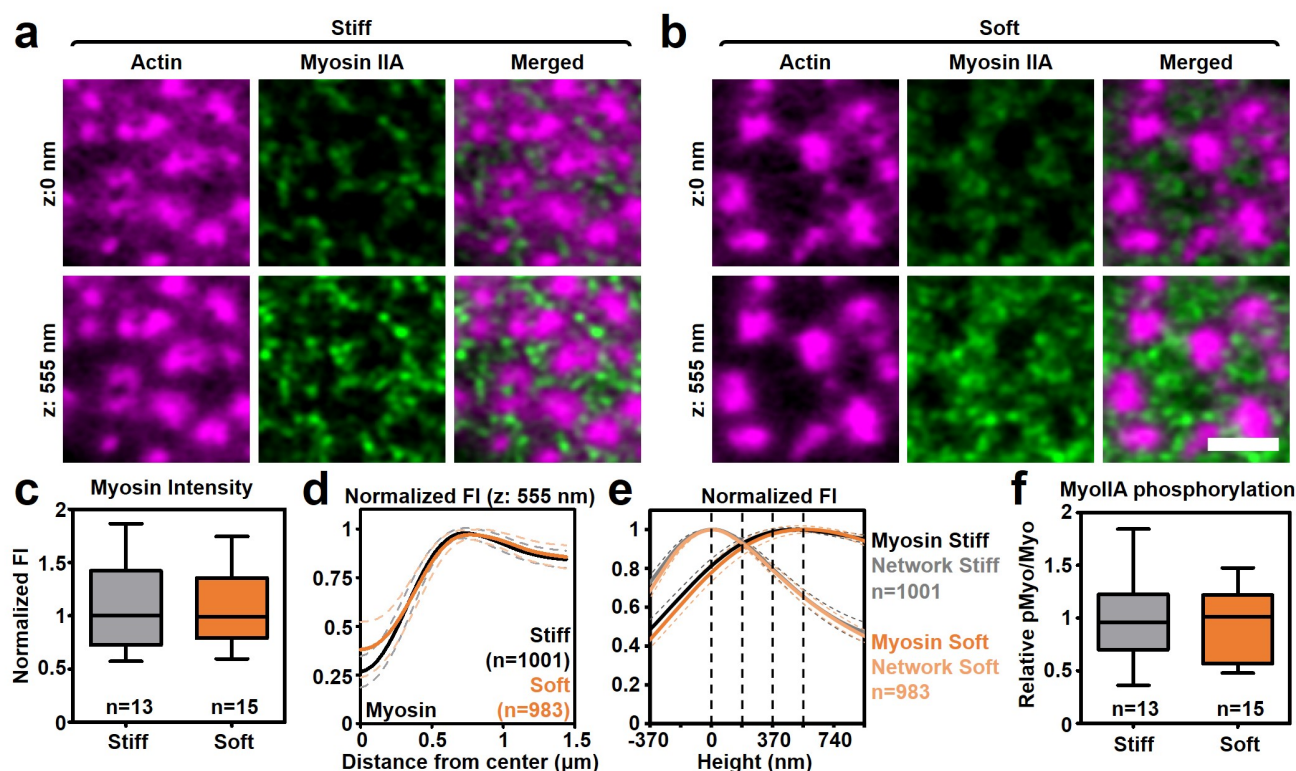 a
Stiff
Actin Myosin IIA Merged
z:0 nm
z: 555 nm
b
Soft
Actin Myosin IIA Merged
z:0 nm
z: 555 nm
c
Myosin Intensity
Normalized FI
2
1.5
1
0.5
0
n=13 n=15
Stiff Soft
d
Normalized FI (z: 555 nm)
1
0.75
0.5
0.25
0
Stiff
(n=1001)
Soft
(n=983)
Myosin
0 0.5 1.0 1.5
Distance from center (μm)
e
Normalized FI
1
0.8
0.6
0.4
0.2
0
-370 0 370 740
Height (nm)
Myosin Stiff
Network Stiff
n=1001
Myosin Soft
Network Soft
n=983
f
MyoIIA phosphorylation
Relative pMyo/Myo
2
1.5
1
0.5
0
n=13 n=15
Stiff Soft